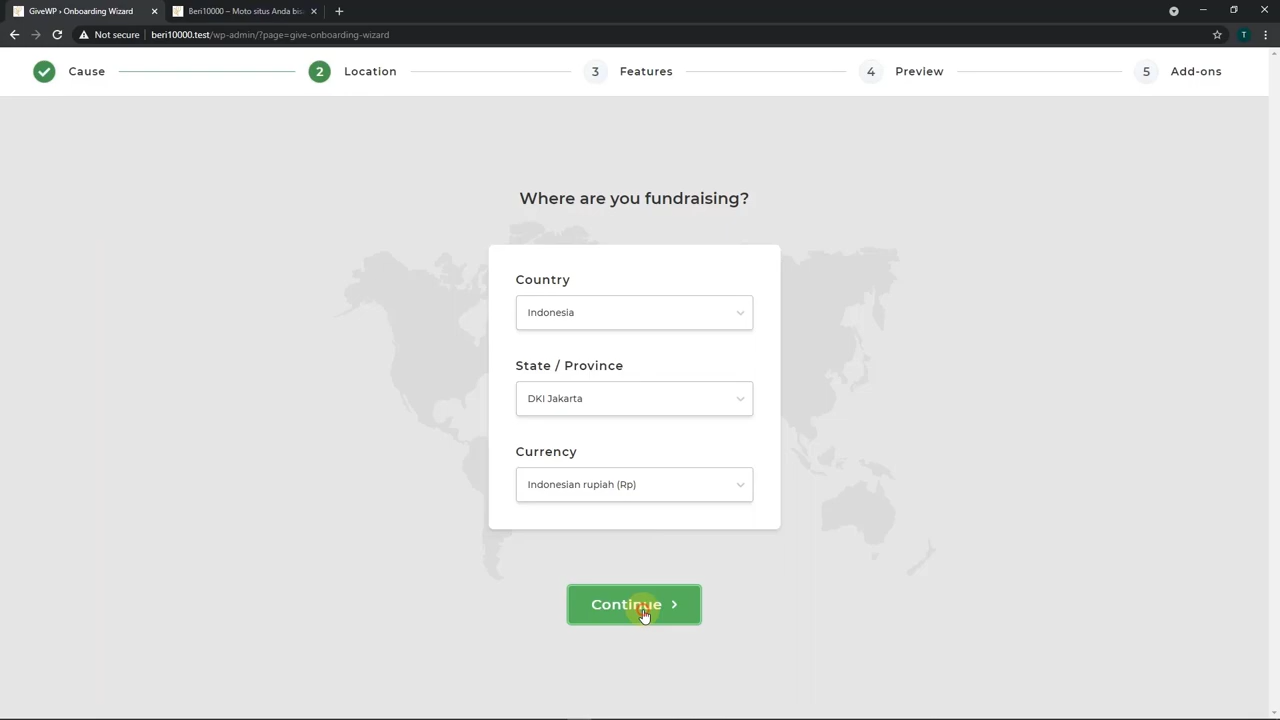 GiveWP › Onboarding Wizard
Beri10000 – Moto situs Anda bis
Not secure
beri10000.test/wp-admin/?page=give-onboarding-wizard
T
Cause
2 Location
3 Features
4 Preview
5 Add-ons
Where are you fundraising?
Country
Indonesia
State / Province
DKI Jakarta
Currency
Indonesian rupiah (Rp)
Continue